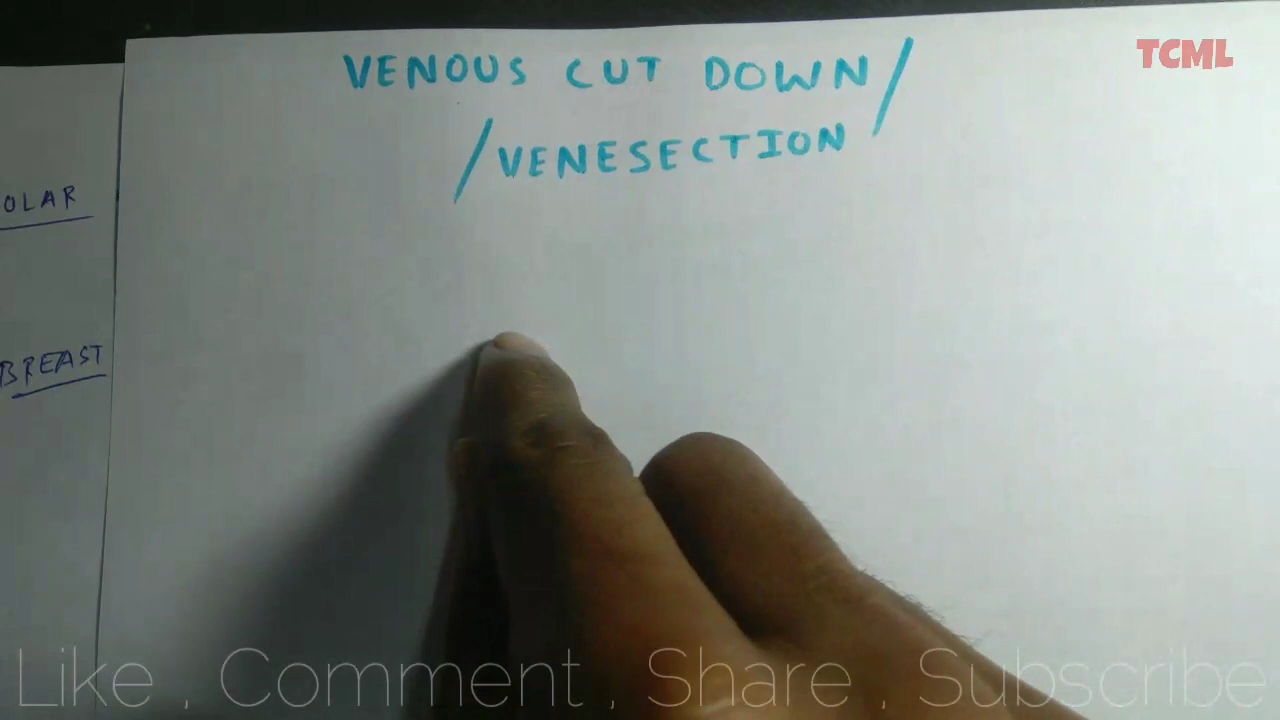 TCML
VENOUS CUT DOWN/
/VENESECTION
OLAR
BREAST
Like , Comment , Share , Subscribe